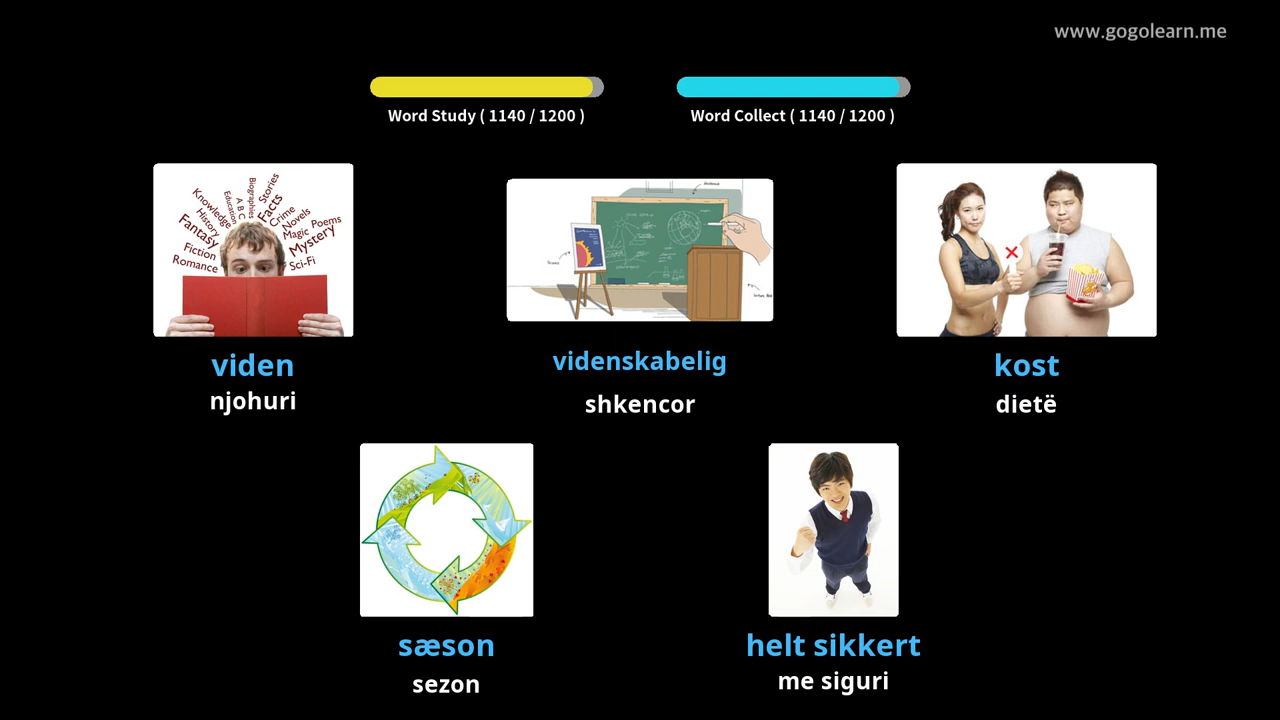 www.gogolearn.me
Word Study ( 1140 / 1200 )
Word Collect ( 1140 / 1200 )
Knowledge
History
Fantasy
Fiction
Romance
Education
A B C
Biographies
Stories
Facts
Crime
Novels
Magic
Poems
Mystery
Sci-Fi
viden
njohuri
videnskabelig
shkencor
kost
dietë
sæson
sezon
helt sikkert
me siguri